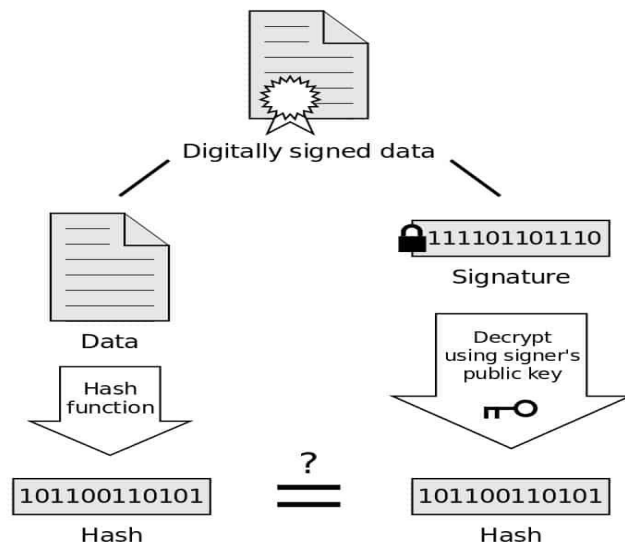 Digitally signed data
111101101110
Signature
Data
Decrypt
using signer's
public key
Hash
function
?
101100110101
=
101100110101
Hash
Hash